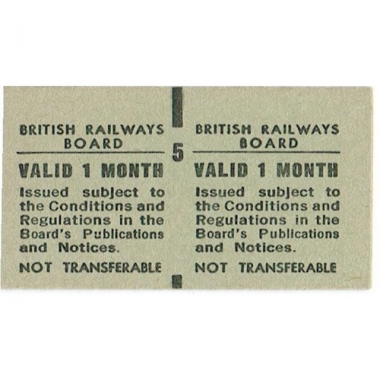 BRITISH RAILWAYS
BOARD
VALID 1 MONTH
Issued subject to
the Conditions and
Regulations in the
Board's Publications
and Notices.
NOT TRANSFERABLE
5
BRITISH RAILWAYS
BOARD
VALID 1 MONTH
Issued subject to
the Conditions and
Regulations in the
Board's Publications
and Notices.
NOT TRANSFERABLE